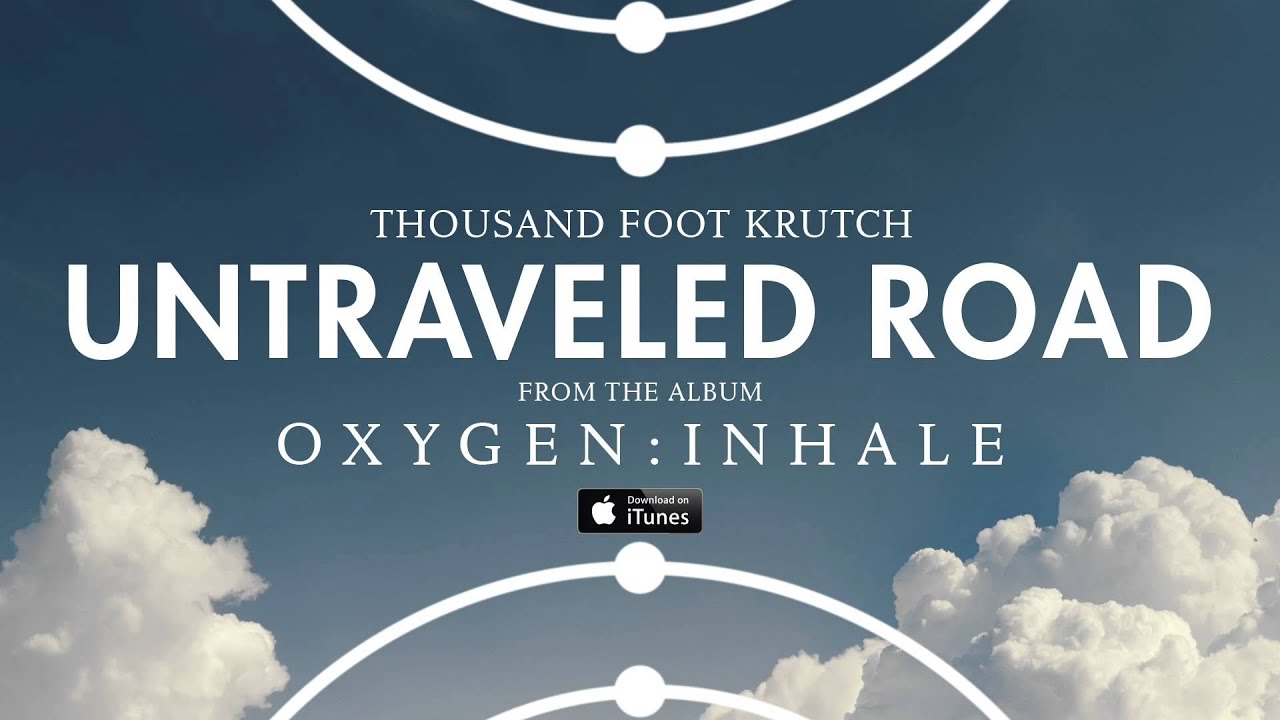 THOUSAND FOOT KRUTCH
UNTRAVELED ROAD
FROM THE ALBUM
OXYGEN:INHALE
Download on
iTunes